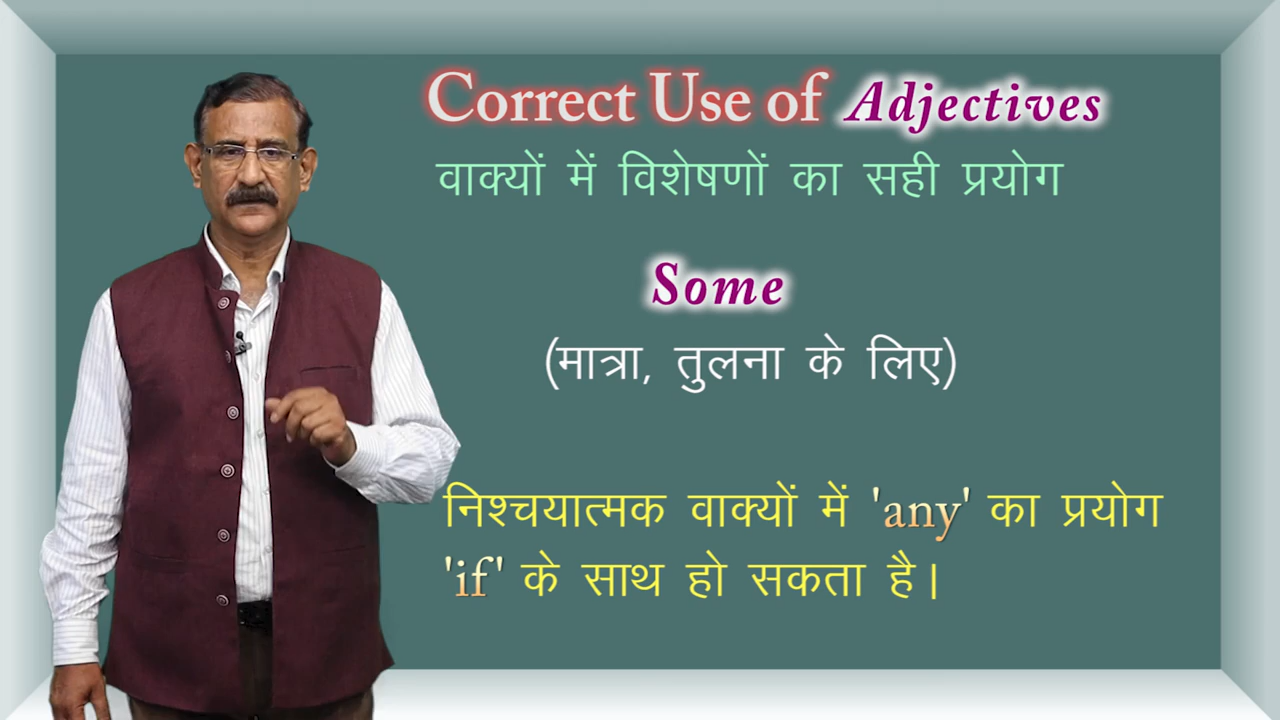 Correct Use of Adjectives
वाक्यों में विशेषणों का सही प्रयोग
Some
(मात्रा, तुलना के लिए)
निश्चयात्मक वाक्यों में 'any' का प्रयोग
'if' के साथ हो सकता है।